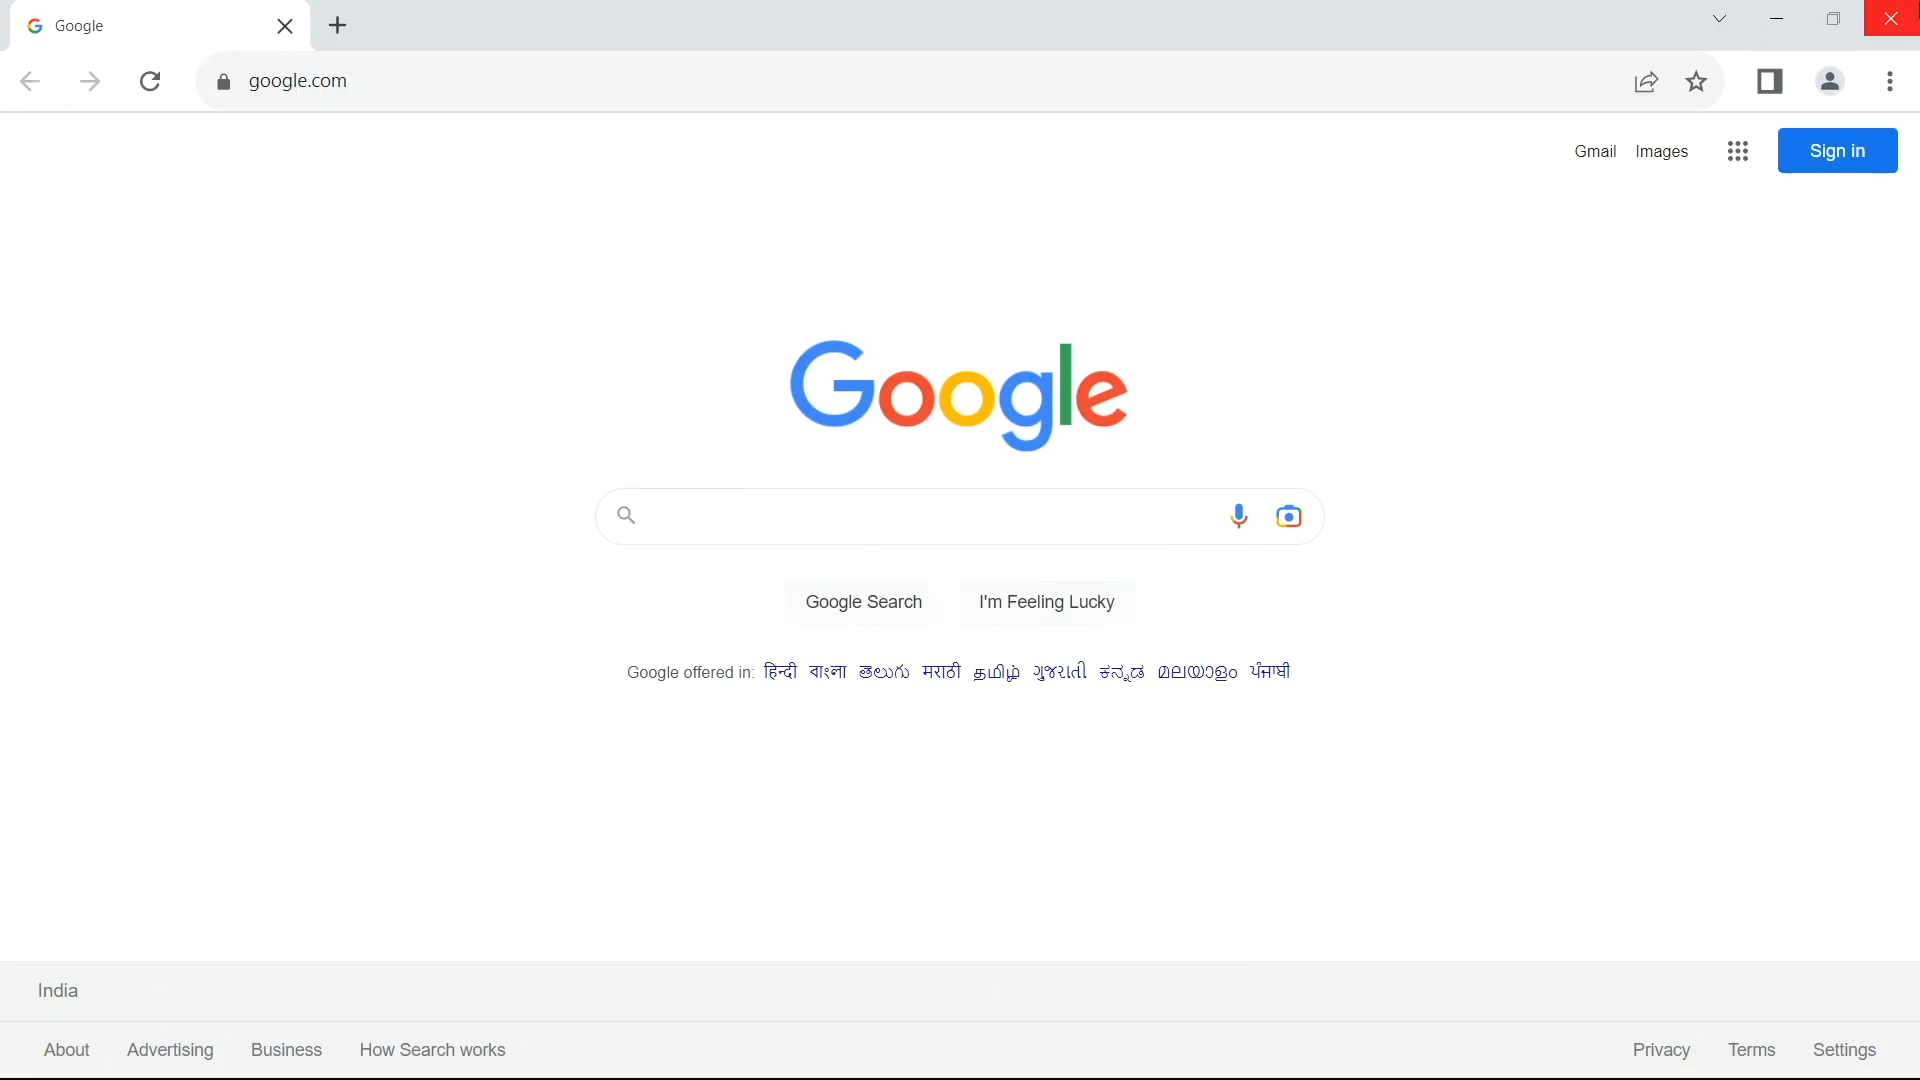 Google
google.com
Gmail Images Sign in
Google
Google Search I'm Feeling Lucky
Google offered in: हिन्दी বাংলা తెలుగు मराठी தமிழ் ગુજરાતી ಕನ್ನಡ മലയാളം ਪੰਜਾਬੀ
India
About Advertising Business How Search works Privacy Terms Settings